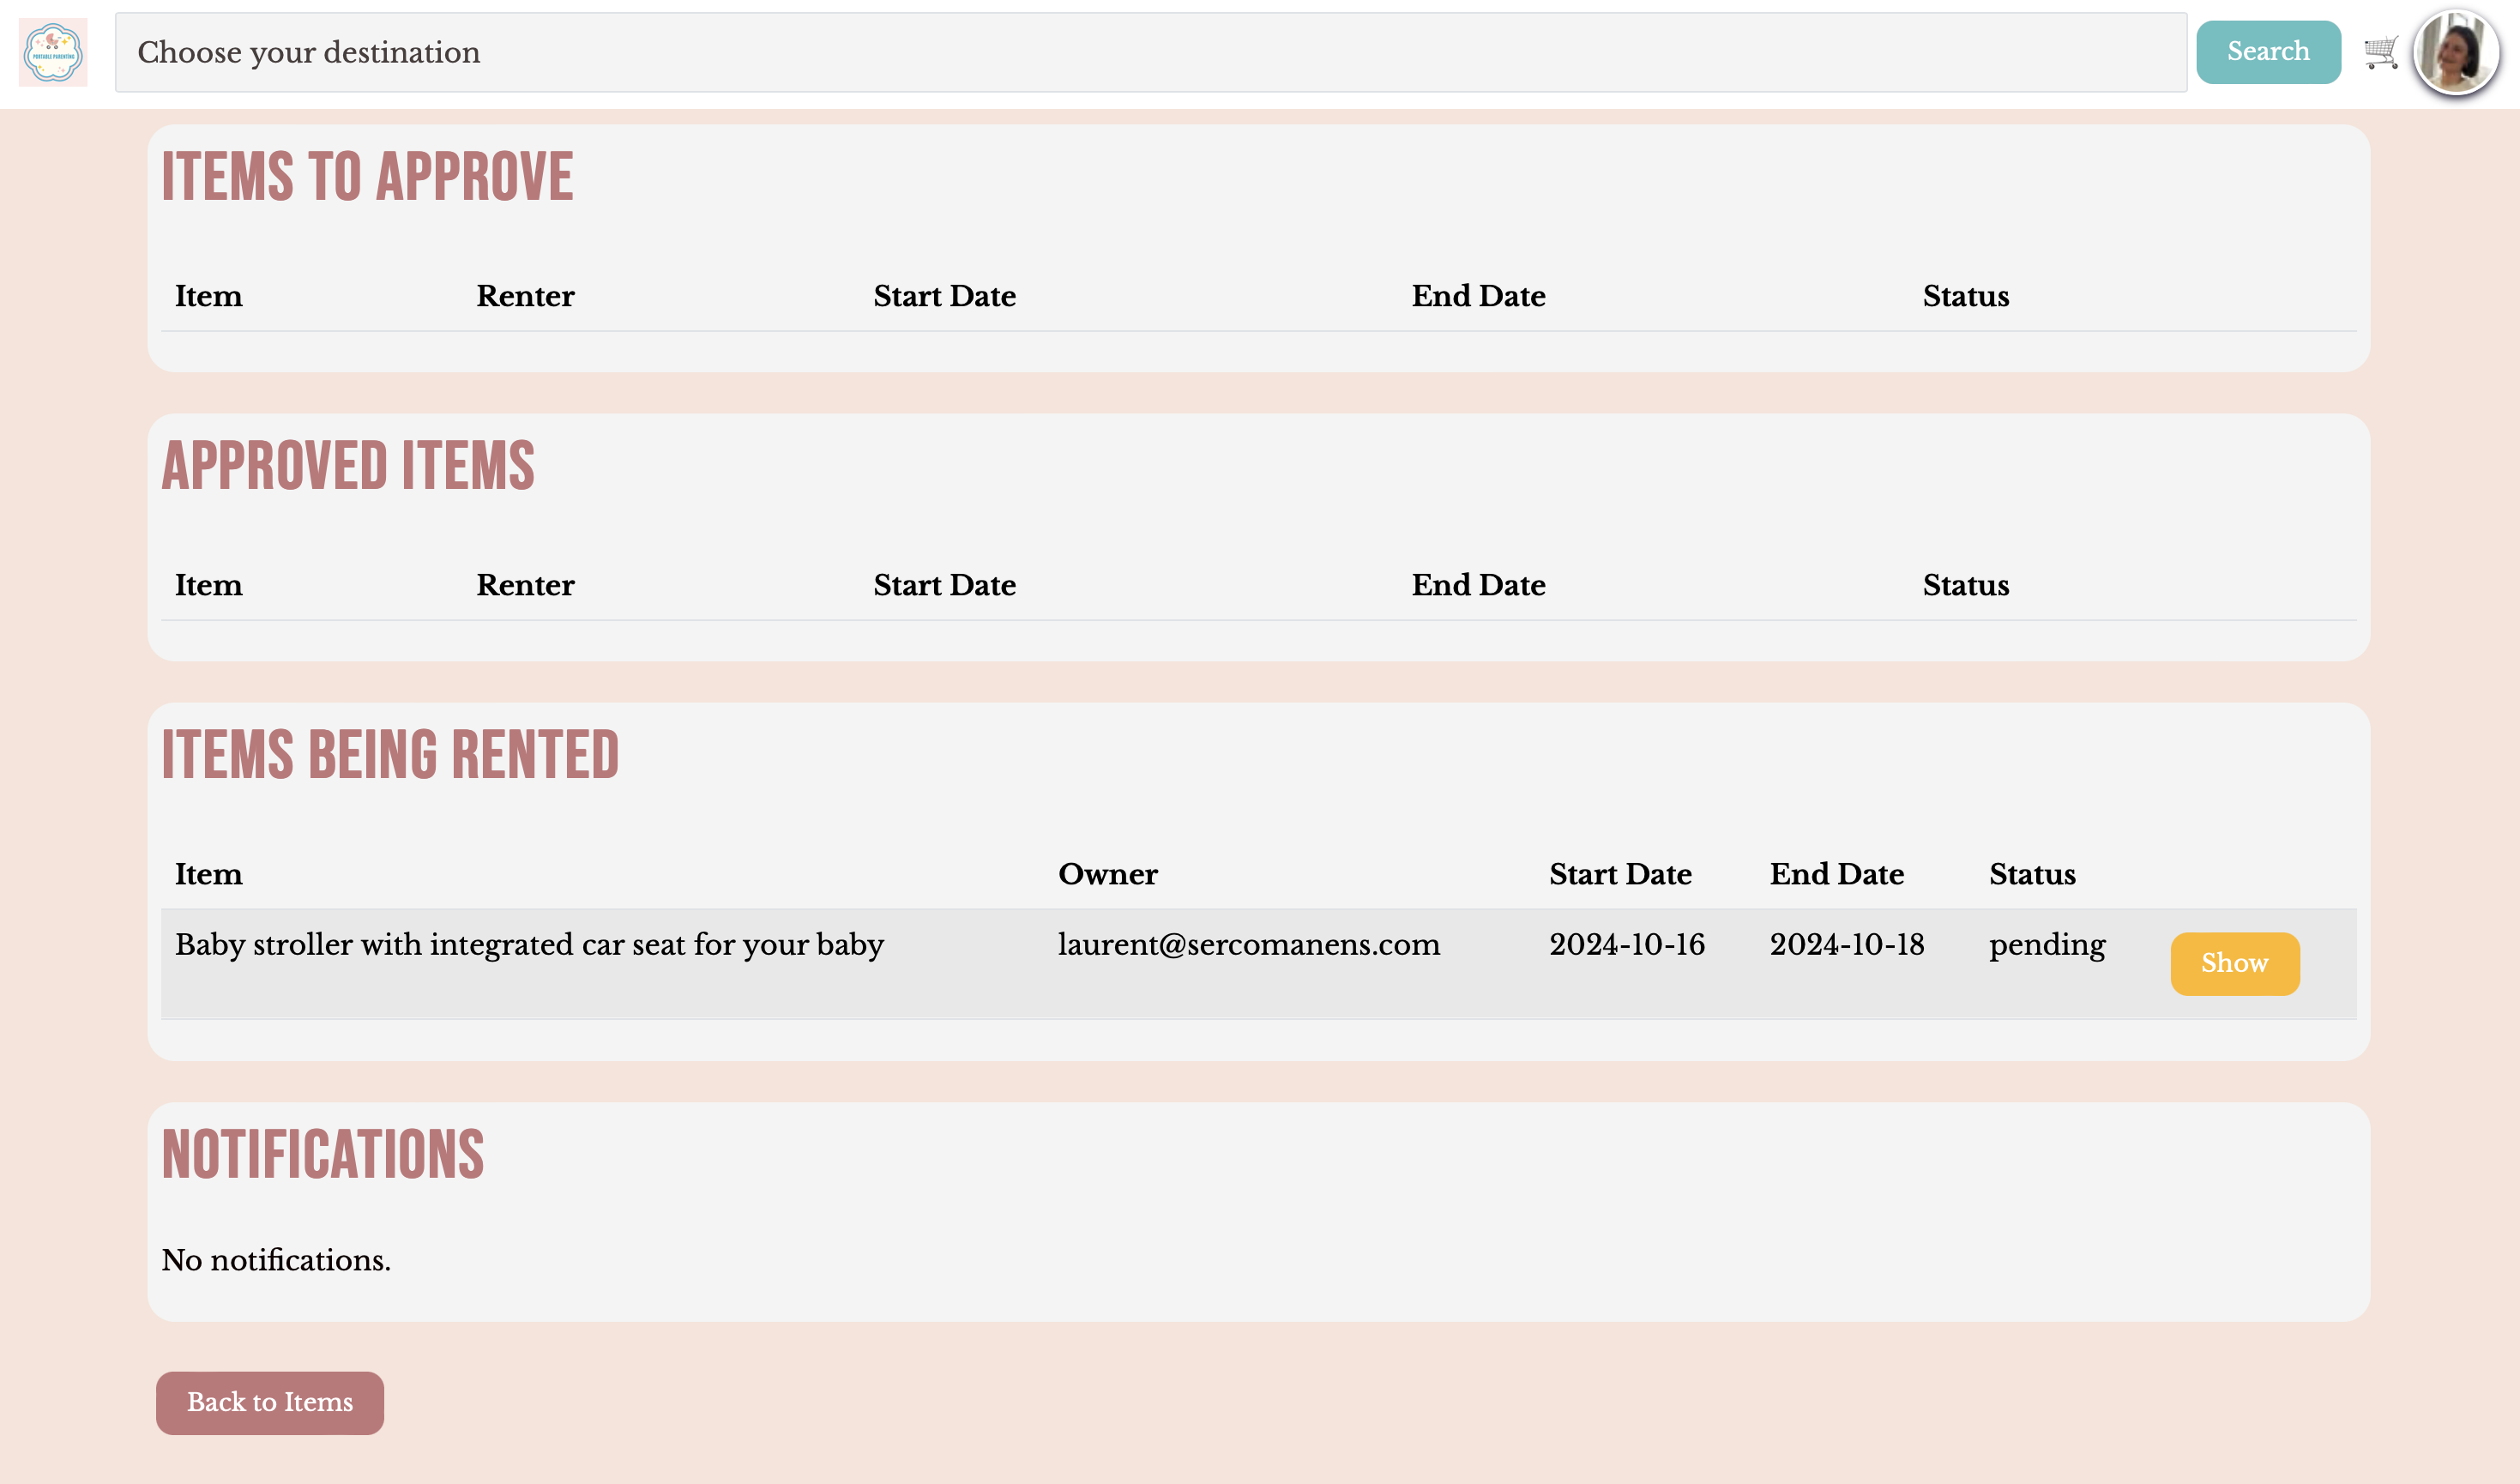 PORTABLE PARENTING
Choose your destination
Search
ITEMS TO APPROVE
Item Renter Start Date End Date Status
APPROVED ITEMS
Item Renter Start Date End Date Status
ITEMS BEING RENTED
Item Owner Start Date End Date Status
Baby stroller with integrated car seat for your baby laurent@sercomanens.com 2024-10-16 2024-10-18 pending Show
NOTIFICATIONS
No notifications.
Back to Items